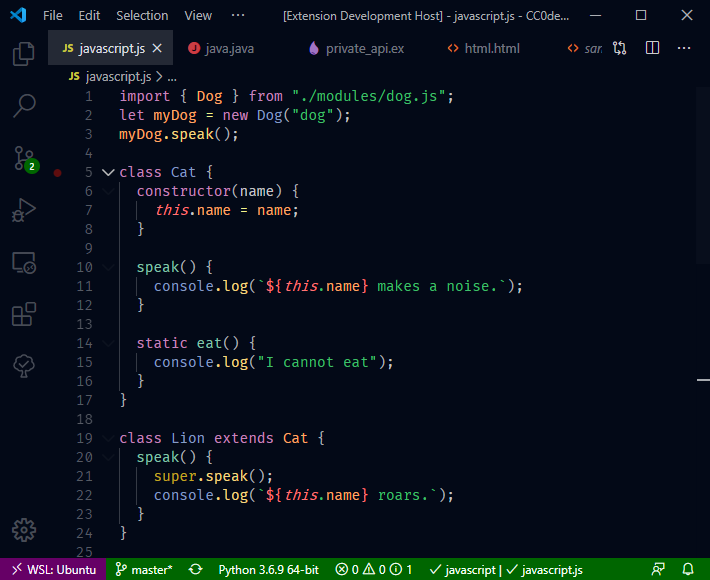 File Edit Selection View ··· [Extension Development Host] - javascript.js - CC0de...
JS javascript.js java.java private_api.ex <> html.html <> sar
JS javascript.js > ...
1 import { Dog } from "./modules/dog.js";
2 let myDog = new Dog("dog");
3 myDog.speak();
4
5 class Cat {
6 constructor(name) {
7 this.name = name;
8 }
9
10 speak() {
11 console.log(`${this.name} makes a noise.`);
12 }
13
14 static eat() {
15 console.log("I cannot eat");
16 }
17 }
18
19 class Lion extends Cat {
20 speak() {
21 super.speak();
22 console.log(`${this.name} roars.`);
23 }
24 }
25
2
WSL: Ubuntu master* Python 3.6.9 64-bit 0 0 1 javascript | javascript.js